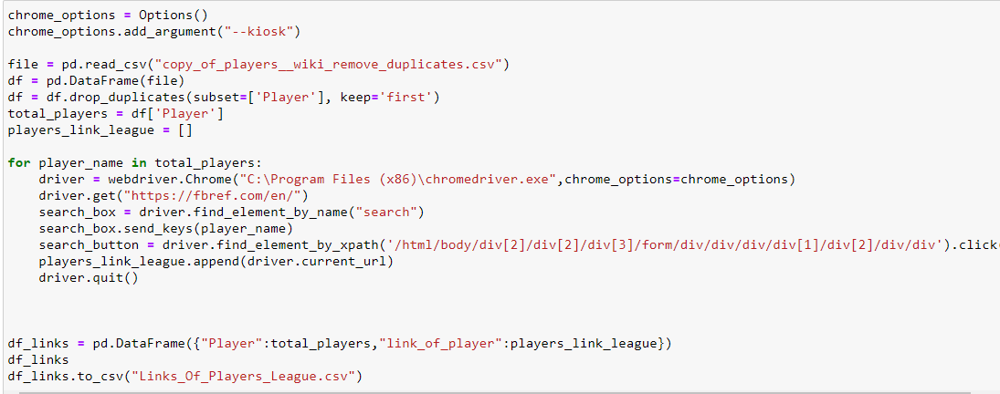 chrome_options = Options()
chrome_options.add_argument("--kiosk")
file = pd.read_csv("copy_of_players__wiki_remove_duplicates.csv")
df = pd.DataFrame(file)
df = df.drop_duplicates(subset=['Player'], keep='first')
total_players = df['Player']
players_link_league = []
for player_name in total_players:
    driver = webdriver.Chrome("C:\Program Files (x86)\chromedriver.exe",chrome_options=chrome_options)
    driver.get("https://fbref.com/en/")
    search_box = driver.find_element_by_name("search")
    search_box.send_keys(player_name)
    search_button = driver.find_element_by_xpath('/html/body/div[2]/div[2]/div[3]/form/div/div/div/div[1]/div[2]/div/div').click(
    players_link_league.append(driver.current_url)
    driver.quit()
df_links = pd.DataFrame({"Player":total_players,"link_of_player":players_link_league})
df_links
df_links.to_csv("Links_Of_Players_League.csv")